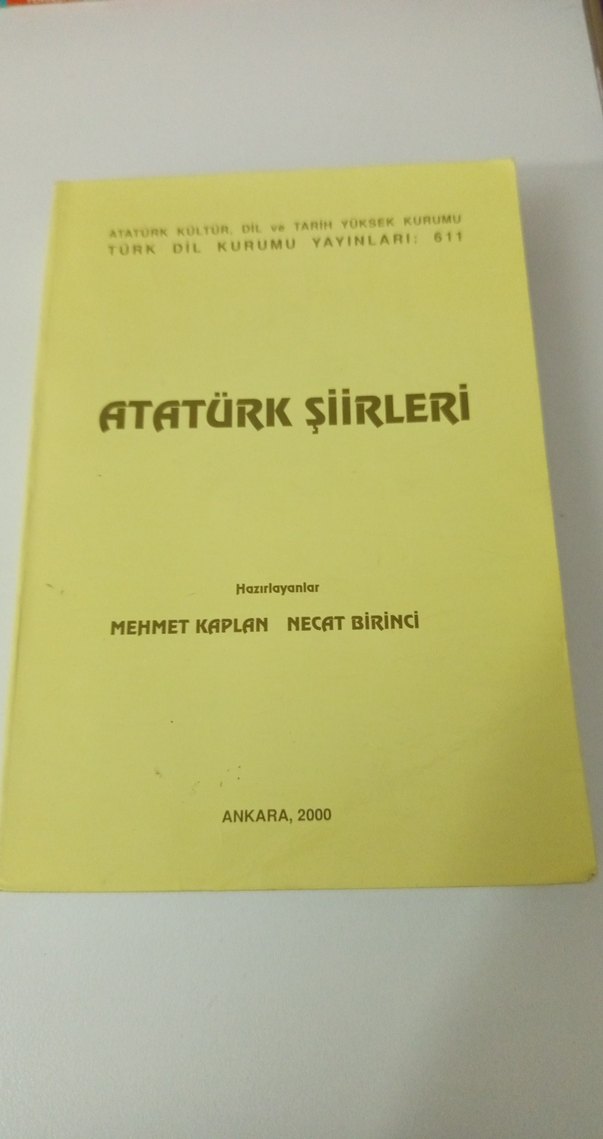 ATATÜRK KÜLTÜR, DİL ve TARİH YÜKSEK KURUMU
TÜRK DİL KURUMU YAYINLARI: 611
ATATÜRK ŞİİRLERİ
Hazırlayanlar
MEHMET KAPLAN NECAT BİRİNCİ
ANKARA, 2000